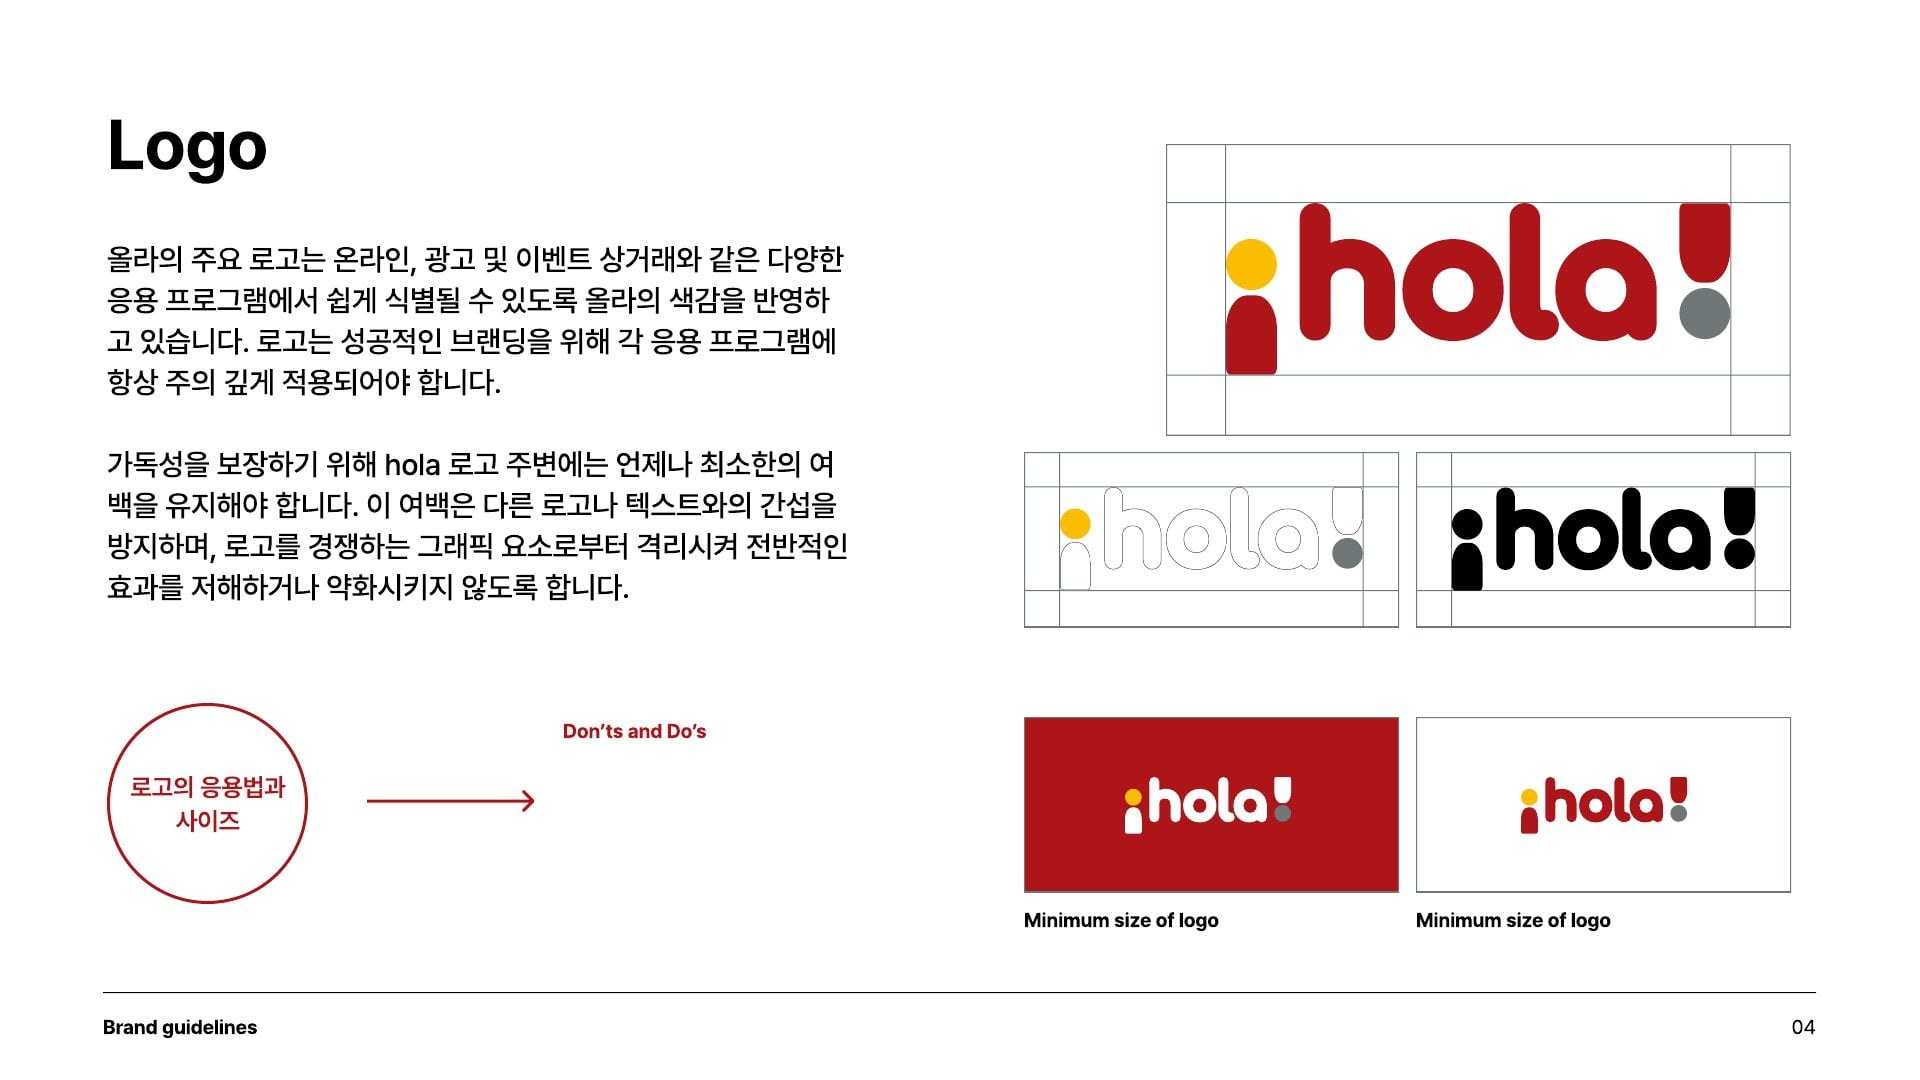 Logo
올라의 주요 로고는 온라인, 광고 및 이벤트 상거래와 같은 다양한
응용 프로그램에서 쉽게 식별될 수 있도록 올라의 색감을 반영하
고 있습니다. 로고는 성공적인 브랜딩을 위해 각 응용 프로그램에
항상 주의 깊게 적용되어야 합니다.
가독성을 보장하기 위해 hola 로고 주변에는 언제나 최소한의 여
백을 유지해야 합니다. 이 여백은 다른 로고나 텍스트와의 간섭을
방지하며, 로고를 경쟁하는 그래픽 요소로부터 격리시켜 전반적인
효과를 저해하거나 약화시키지 않도록 합니다.
로고의 응용법과
사이즈
Don’ts and Do’s
¡hola!
¡hola!
¡hola!
¡hola!
¡hola!
Minimum size of logo
Minimum size of logo
Brand guidelines
04